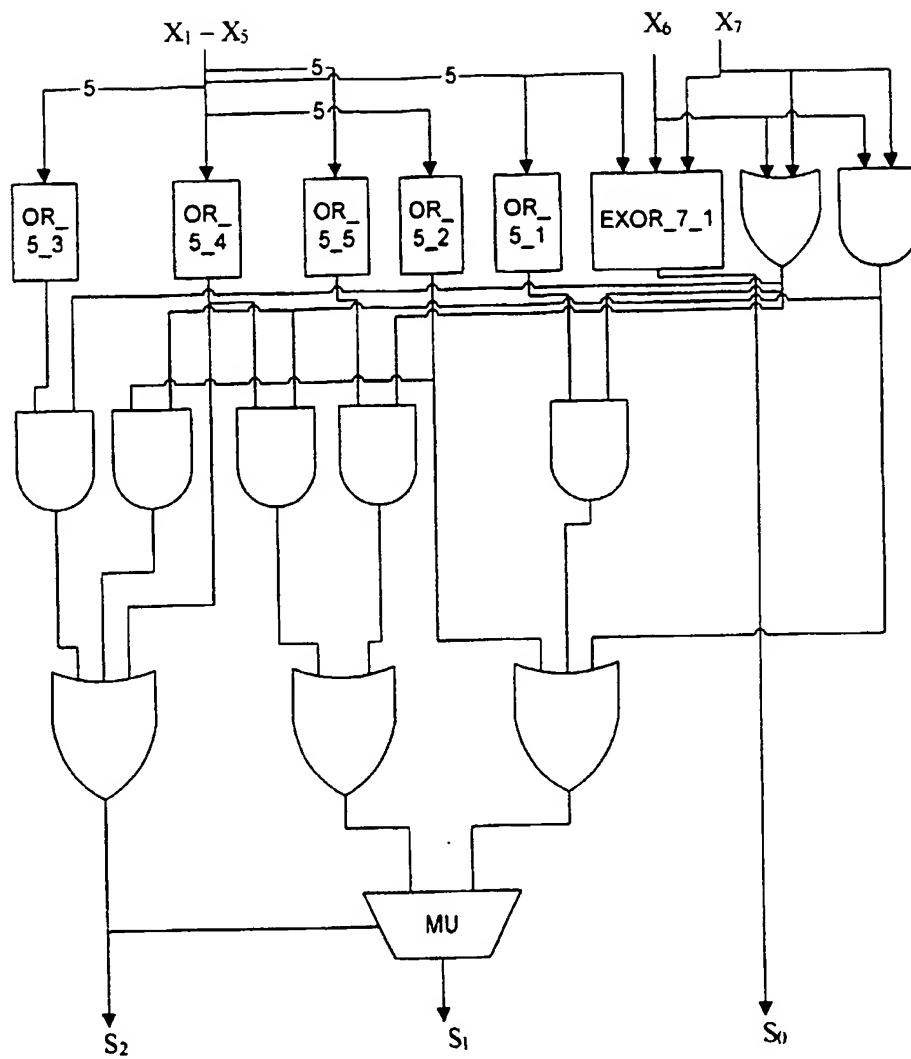 X₁ – X₅
X₆
X₇
5
5
5
5
OR_
5_3
OR_
5_4
OR_
5_5
OR_
5_2
OR_
5_1
EXOR_7_1
MU
S₂
S₁
S₀